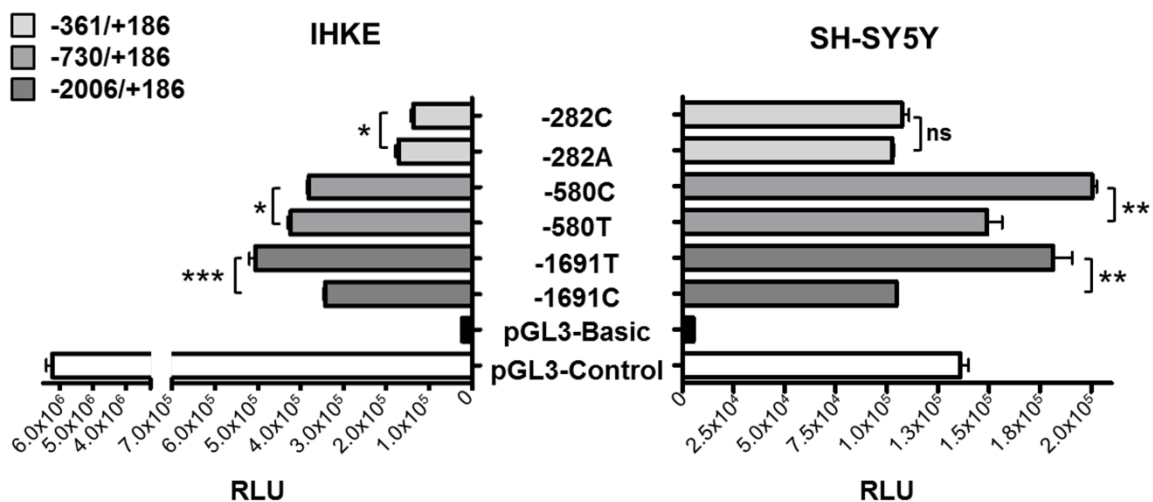 -361/+186
-730/+186
-2006/+186
IHKE
SH-SY5Y
-282C
-282A
-580C
-580T
-1691T
-1691C
pGL3-Basic
pGL3-Control
*
*
***
ns
**
**
6.0x10⁶ 5.0x10⁶ 4.0x10⁶ 7.0x10⁵ 6.0x10⁵ 5.0x10⁵ 4.0x10⁵ 3.0x10⁵ 2.0x10⁵ 1.0x10⁵ 0
0 2.5x10⁴ 5.0x10⁴ 7.5x10⁴ 1.0x10⁵ 1.3x10⁵ 1.5x10⁵ 1.8x10⁵ 2.0x10⁵
RLU
RLU